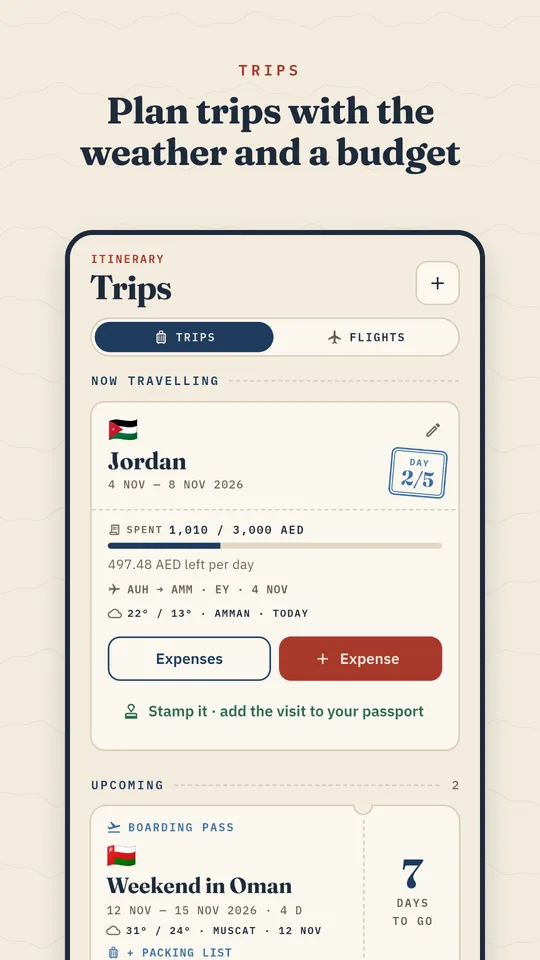 TRIPS
Plan trips with the
weather and a budget
ITINERARY
Trips
+
TRIPS
FLIGHTS
NOW TRAVELLING
Jordan
4 NOV — 8 NOV 2026
DAY
2/5
SPENT 1,010 / 3,000 AED
497.48 AED left per day
AUH → AMM · EY · 4 NOV
22° / 13° · AMMAN · TODAY
Expenses
+ Expense
Stamp it · add the visit to your passport
UPCOMING
2
BOARDING PASS
Weekend in Oman
12 NOV — 15 NOV 2026 · 4 D
31° / 24° · MUSCAT · 12 NOV
+ PACKING LIST
7
DAYS
TO GO